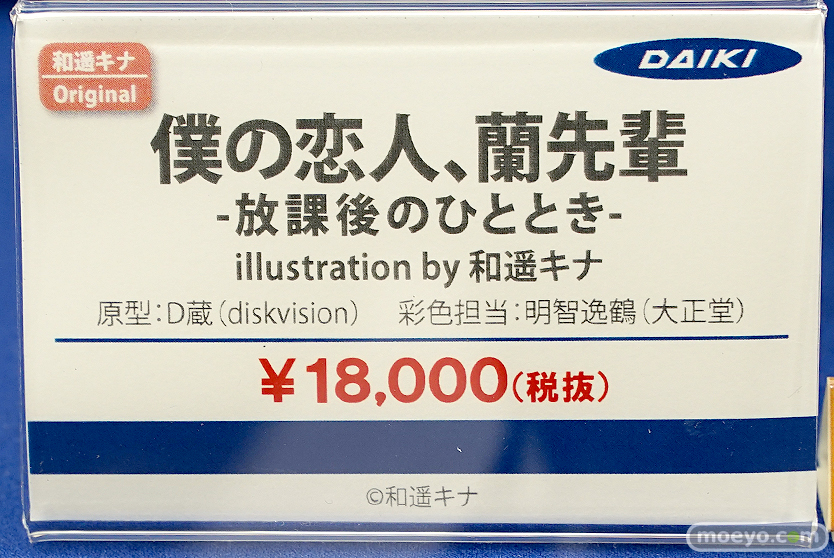 和遥キナ
Original
DAIKI
僕の恋人、蘭先輩
-放課後のひととき-
illustration by 和遥キナ
原型：D蔵（diskvision） 彩色担当：明智逸鶴（大正堂）
￥18,000（税抜）
©和遥キナ
moeyo.com